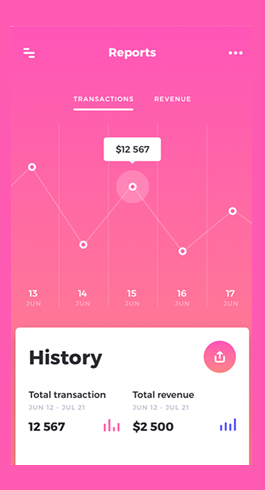 Reports
TRANSACTIONS REVENUE
$12 567
13 14 15 16 17
JUN JUN JUN JUN JUN
History
Total transaction Total revenue
JUN 12 - JUL 21 JUN 12 - JUL 21
12 567 $2 500